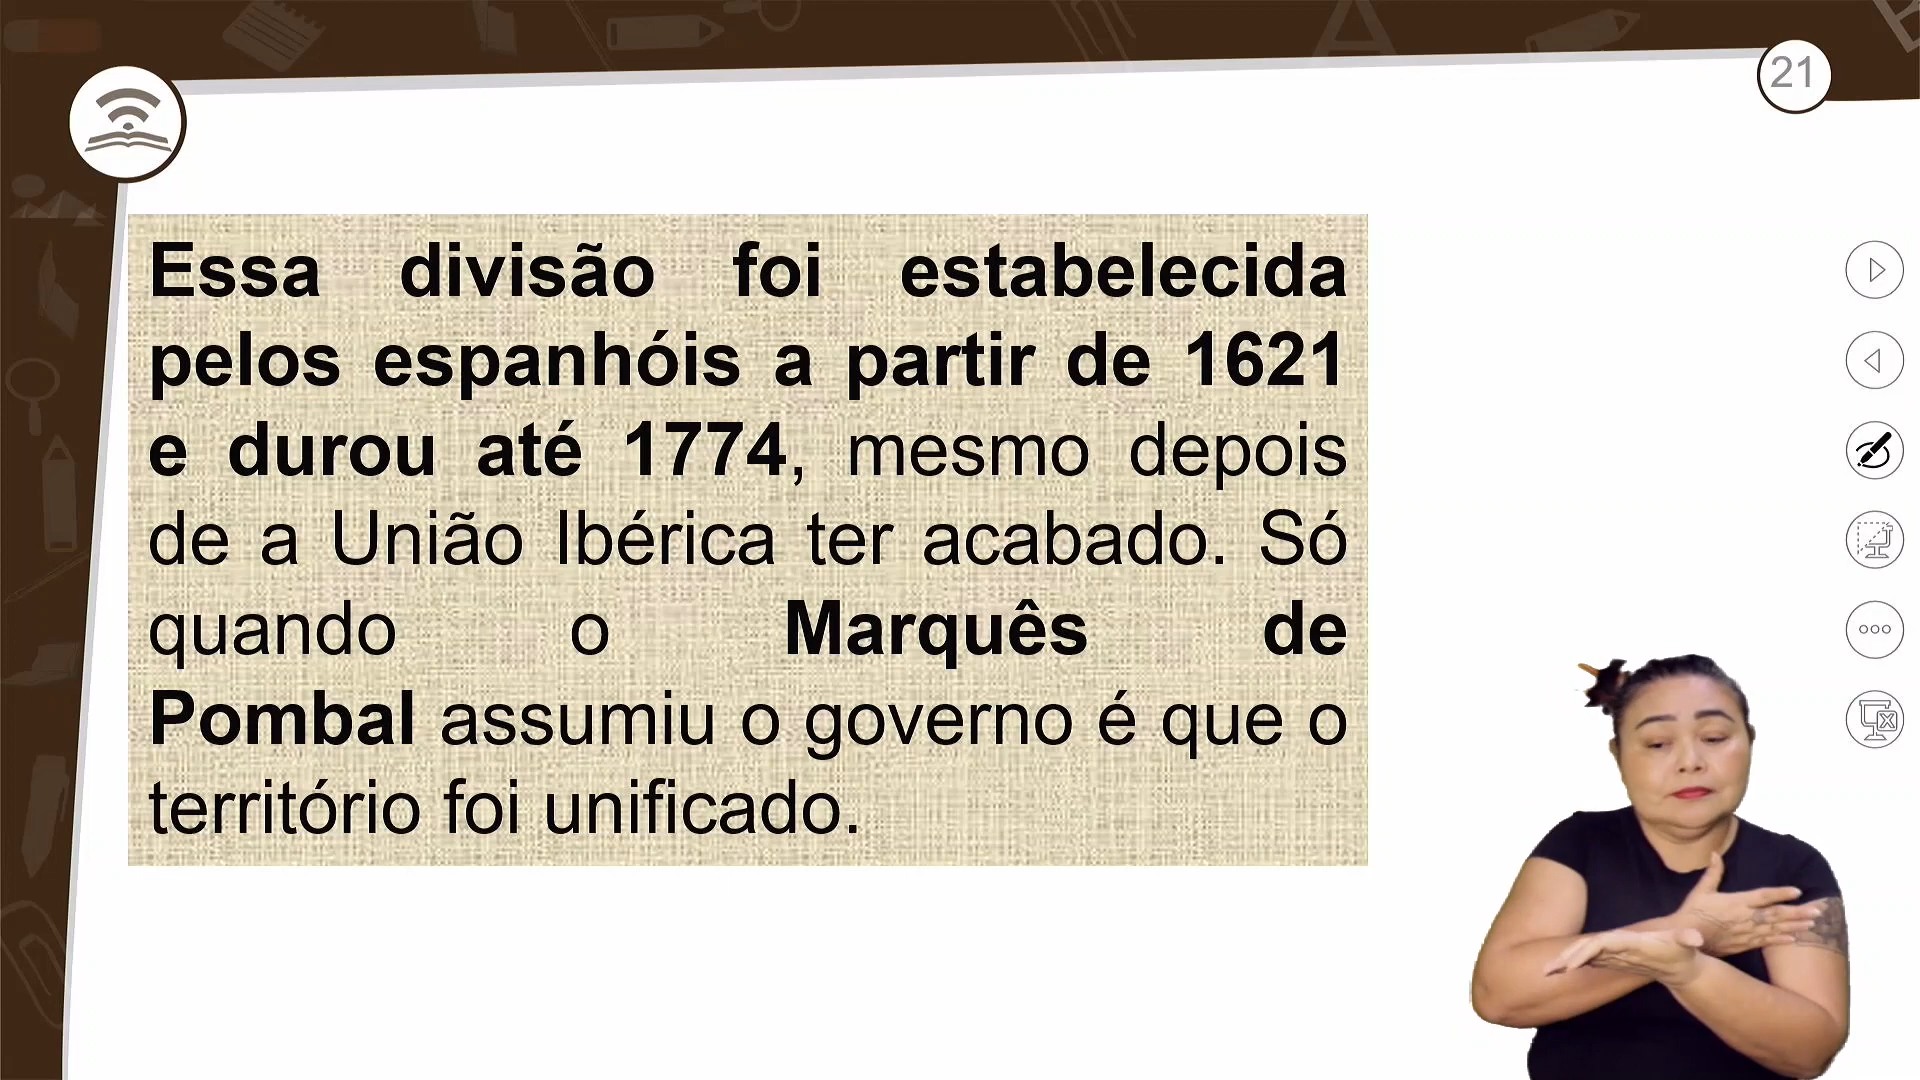 21
Essa divisão foi estabelecida
pelos espanhóis a partir de 1621
e durou até 1774, mesmo depois
de a União Ibérica ter acabado. Só
quando o Marquês de
Pombal assumiu o governo é que o
território foi unificado.